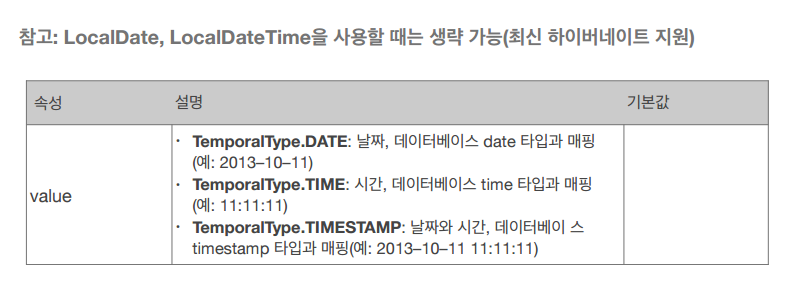 참고: LocalDate, LocalDateTime을 사용할 때는 생략 가능(최신 하이버네이트 지원)
속성 설명 기본값
value
• TemporalType.DATE: 날짜, 데이터베이스 date 타입과 매핑
(예: 2013–10–11)
• TemporalType.TIME: 시간, 데이터베이스 time 타입과 매핑
(예: 11:11:11)
• TemporalType.TIMESTAMP: 날짜와 시간, 데이터베이 스
timestamp 타입과 매핑(예: 2013–10–11 11:11:11)